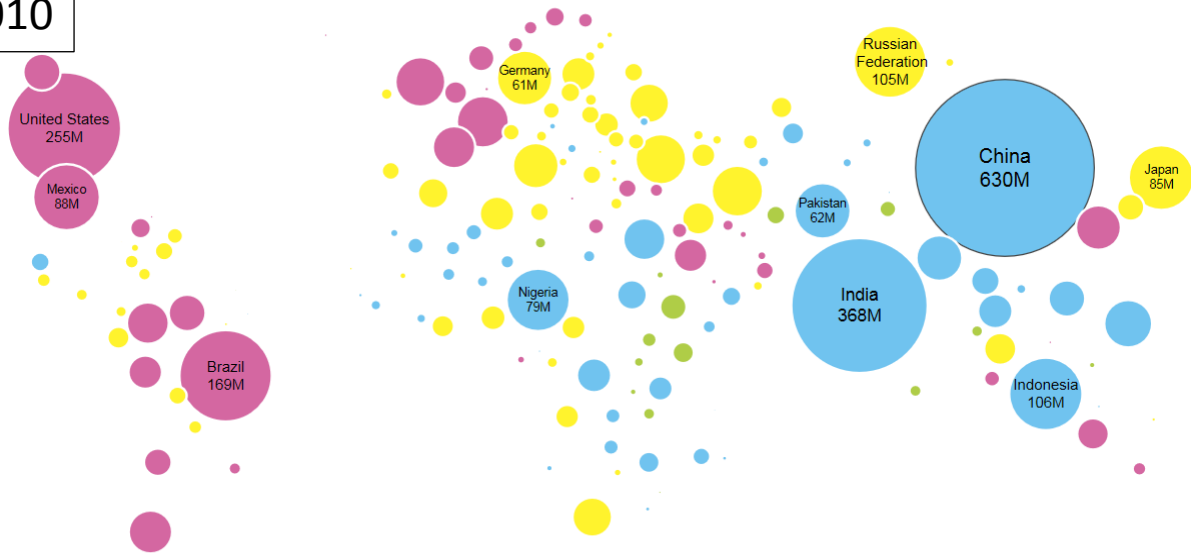 010
United States
255M
Mexico
88M
Germany
61M
Russian
Federation
105M
China
630M
Japan
85M
Pakistan
62M
India
368M
Nigeria
79M
Brazil
169M
Indonesia
106M